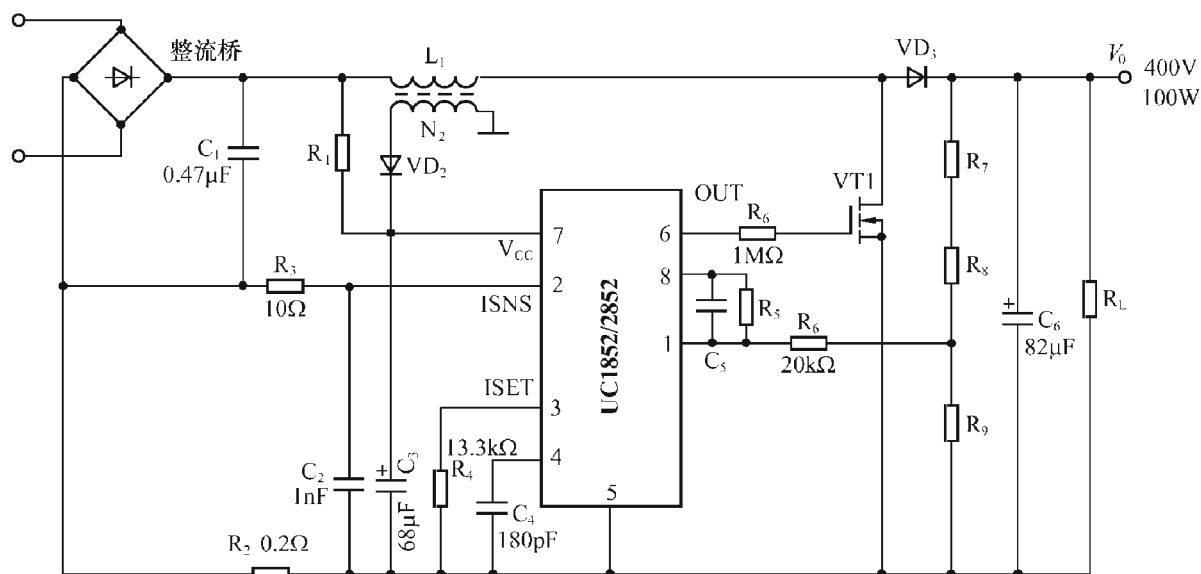 整流桥
L₁
VD₃
V₀
400V
100W
N₂
C₁
0.47μF
R₁
VD₂
R₇
OUT
VT1
R₆
1MΩ
7
V_CC
6
R₃
10Ω
2
ISNS
8
R₅
R₈
C₆
82μF
R_L
UC1852/2852
1
C₅
R₆
20kΩ
ISET
3
13.3kΩ
R₄
4
R₉
C₂
1nF
+
C₃
68μF
C₄
180pF
5
+
R₂ 0.2Ω